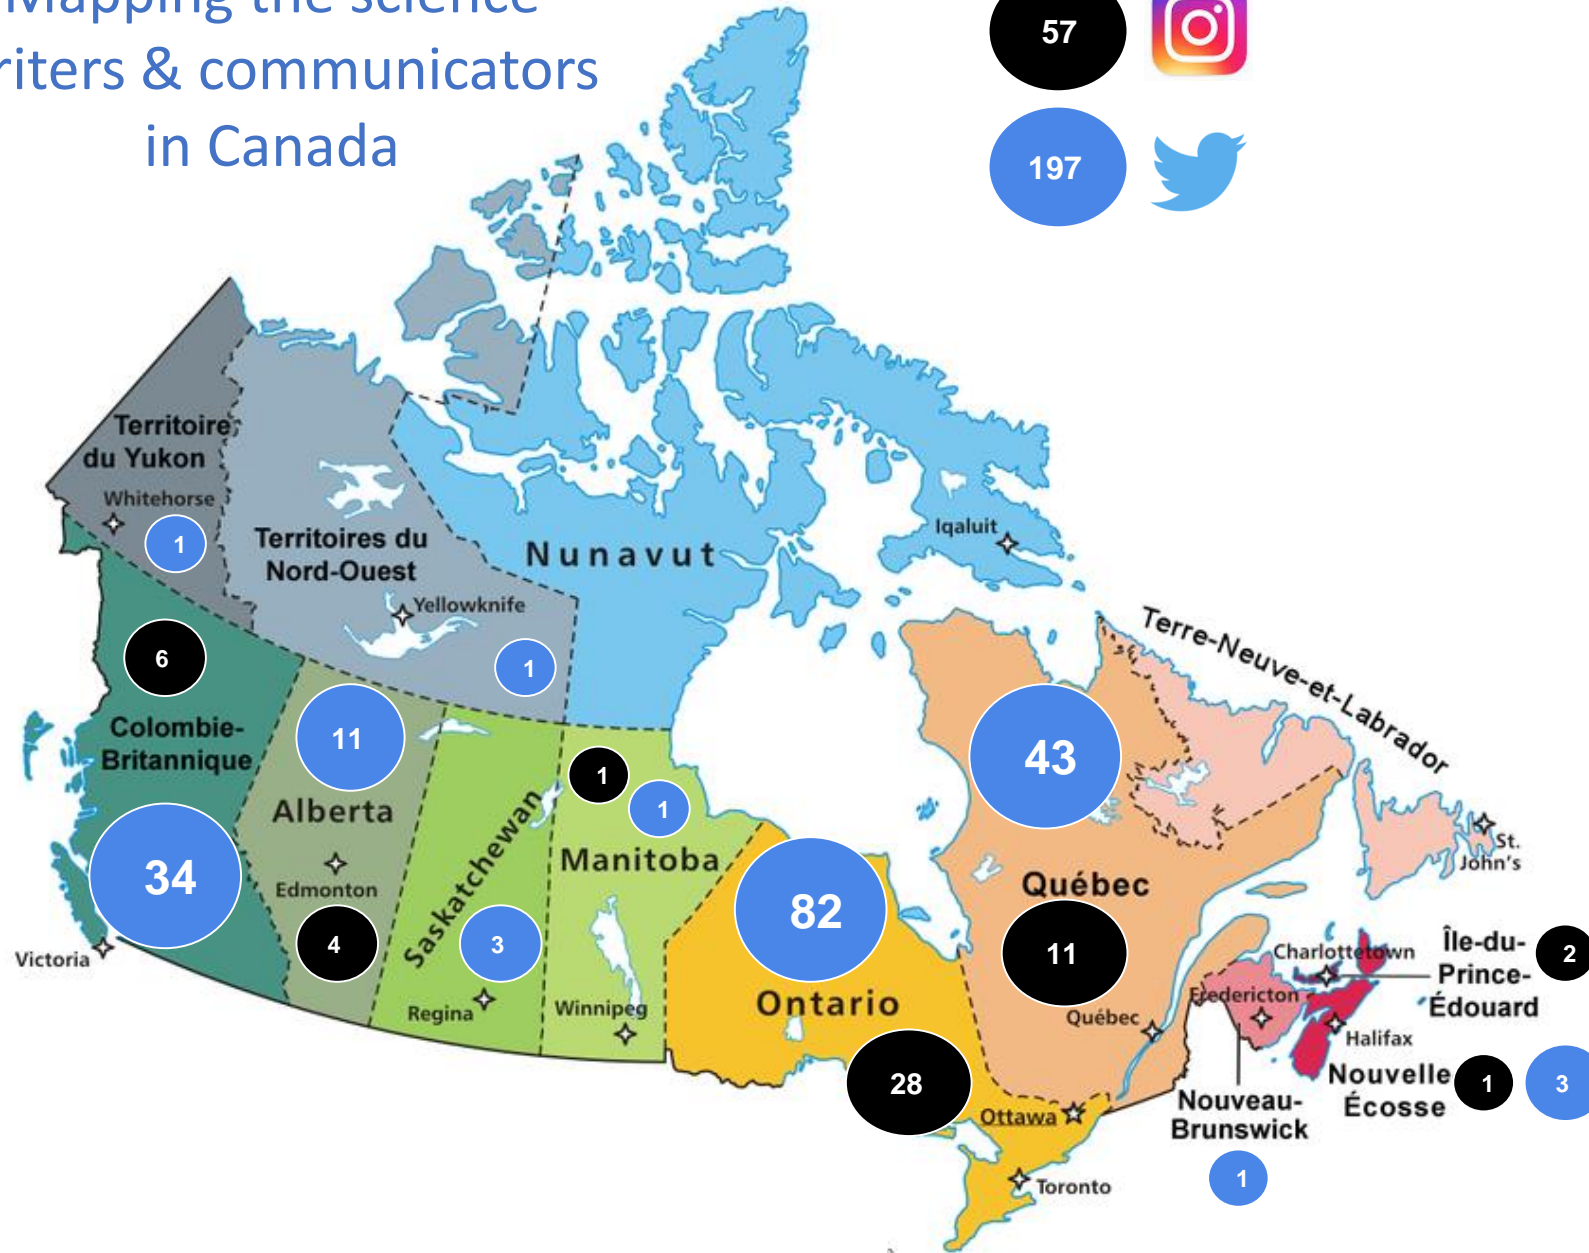 Mapping the science
riters & communicators
in Canada
57
197
Territoire
du Yukon
Whitehorse
1
Territoires du
Nord-Ouest
Yellowknife
1
Nunavut
Iqaluit
6
Colombie-
Britannique
34
Victoria
11
Alberta
Edmonton
4
Saskatchewan
3
Regina
1
1
Manitoba
Winnipeg
82
Ontario
28
Ottawa
Toronto
43
Québec
11
Québec
Terre-Neuve-et-Labrador
St.
John's
Charlottetown
Île-du-
Prince-
Édouard
2
Fredericton
Halifax
Nouvelle
Écosse
1
3
Nouveau-
Brunswick
1